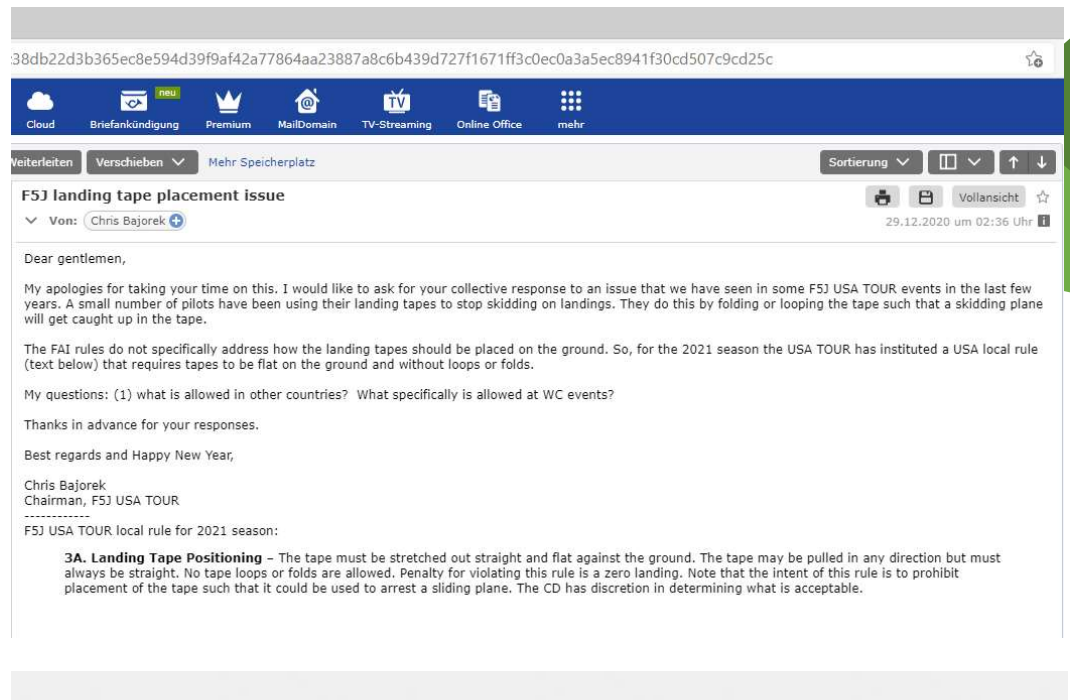 38db22d3b365ec8e594d39f9af42a77864aa23887a8c6b439d727f1671ff3c0ec0a3a5ec8941f30cd507c9cd25c
neu
Cloud Briefankündigung Premium MailDomain TV-Streaming Online Office mehr
Weiterleiten Verschieben Mehr Speicherplatz Sortierung
F5J landing tape placement issue Vollansicht
Von: Chris Bajorek 29.12.2020 um 02:36 Uhr
Dear gentlemen,
My apologies for taking your time on this. I would like to ask for your collective response to an issue that we have seen in some F5J USA TOUR events in the last few
years. A small number of pilots have been using their landing tapes to stop skidding on landings. They do this by folding or looping the tape such that a skidding plane
will get caught up in the tape.
The FAI rules do not specifically address how the landing tapes should be placed on the ground. So, for the 2021 season the USA TOUR has instituted a USA local rule
(text below) that requires tapes to be flat on the ground and without loops or folds.
My questions: (1) what is allowed in other countries?  What specifically is allowed at WC events?
Thanks in advance for your responses.
Best regards and Happy New Year,
Chris Bajorek
Chairman, F5J USA TOUR
------------
F5J USA TOUR local rule for 2021 season:
3A. Landing Tape Positioning – The tape must be stretched out straight and flat against the ground. The tape may be pulled in any direction but must
always be straight. No tape loops or folds are allowed. Penalty for violating this rule is a zero landing. Note that the intent of this rule is to prohibit
placement of the tape such that it could be used to arrest a sliding plane. The CD has discretion in determining what is acceptable.